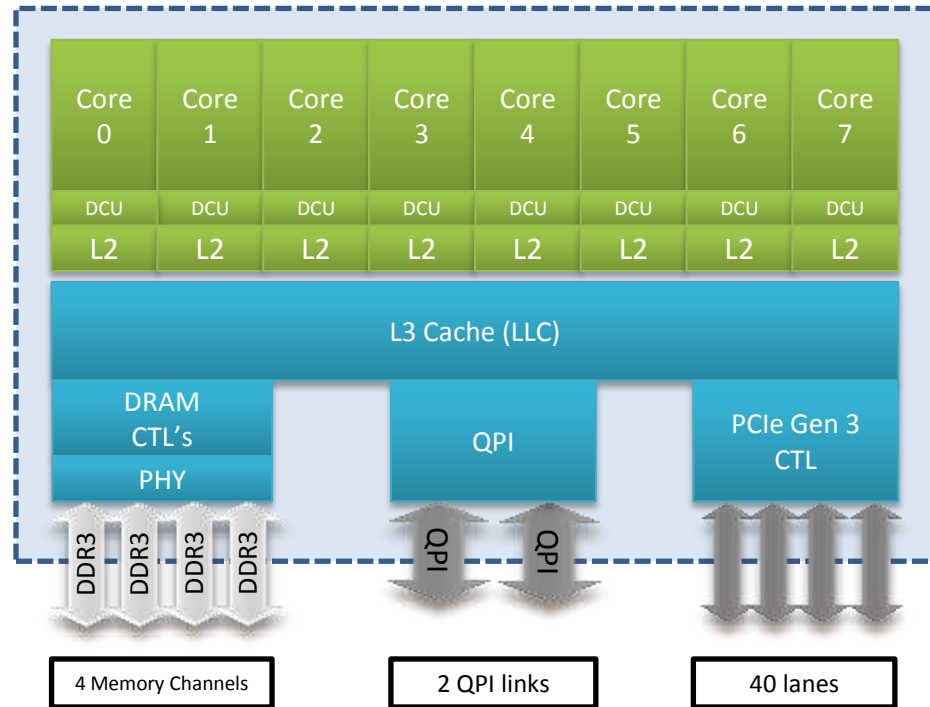 Core
0
Core
1
Core
2
Core
3
Core
4
Core
5
Core
6
Core
7
DCU DCU DCU DCU DCU DCU DCU DCU
L2 L2 L2 L2 L2 L2 L2 L2
L3 Cache (LLC)
DRAM
CTL's
PHY
QPI
PCIe Gen 3
CTL
DDR3
DDR3
DDR3
DDR3
QPI
QPI
4 Memory Channels
2 QPI links
40 lanes